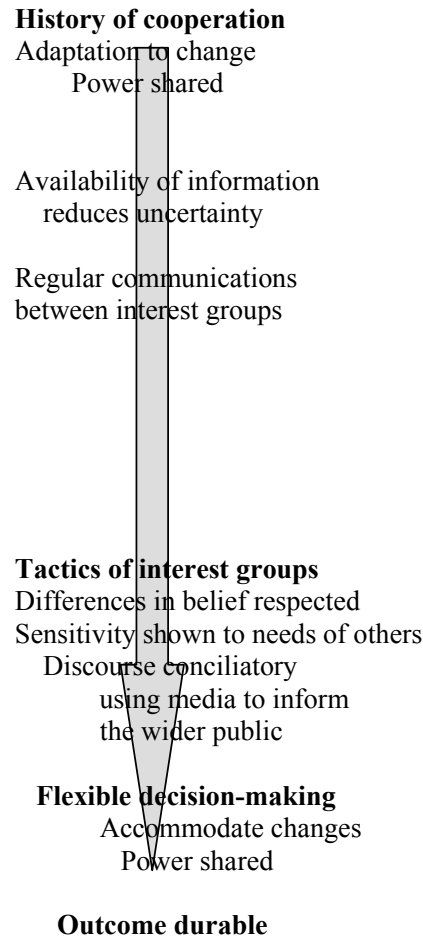 History of cooperation
Adaptation to change
Power shared
Availability of information
reduces uncertainty
Regular communications
between interest groups
Tactics of interest groups
Differences in belief respected
Sensitivity shown to needs of others
Discourse conciliatory
using media to inform
the wider public
Flexible decision-making
Accommodate changes
Power shared
Outcome durable